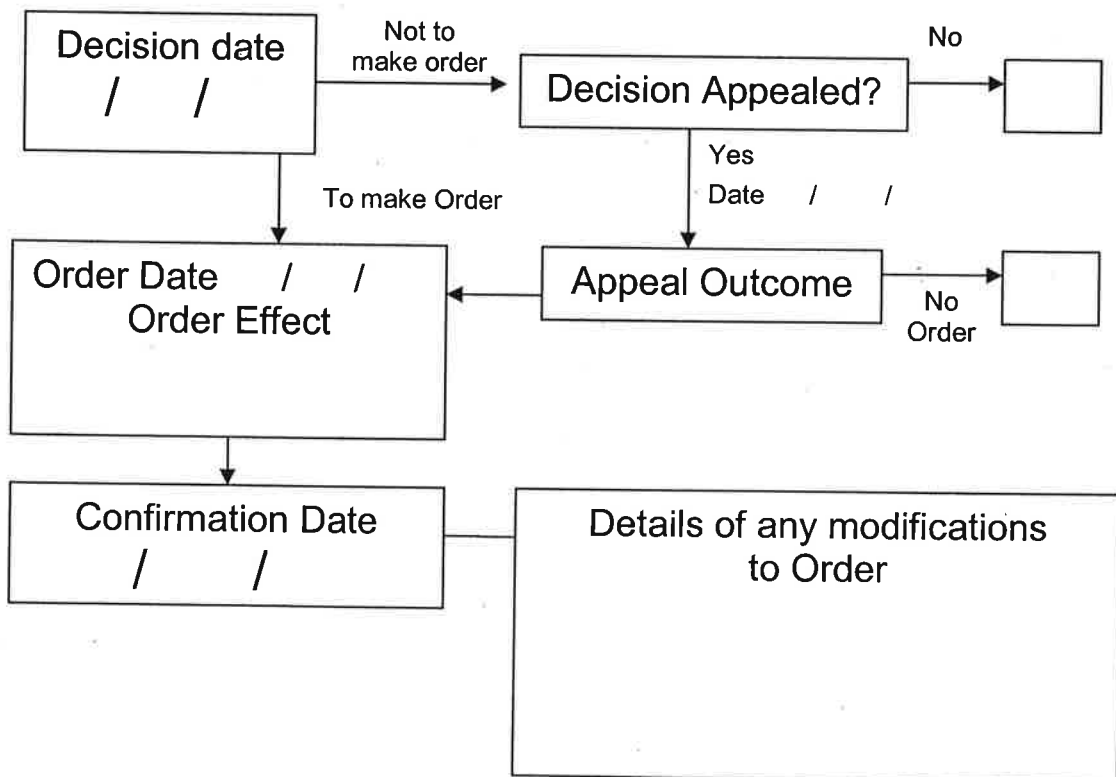 Decision date
/ /
Not to
make order
Decision Appealed?
No
To make Order
Yes
Date / /
Order Date / /
Order Effect
Appeal Outcome
No
Order
Confirmation Date
/ /
Details of any modifications
to Order